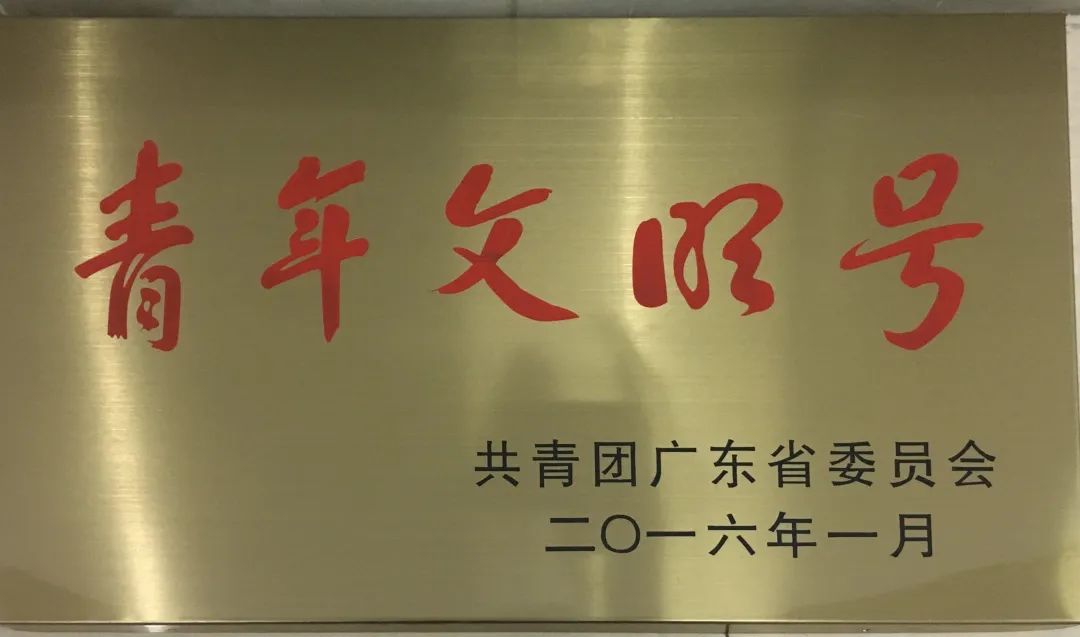 青年文明号
共青团广东省委员会
二〇一六年一月